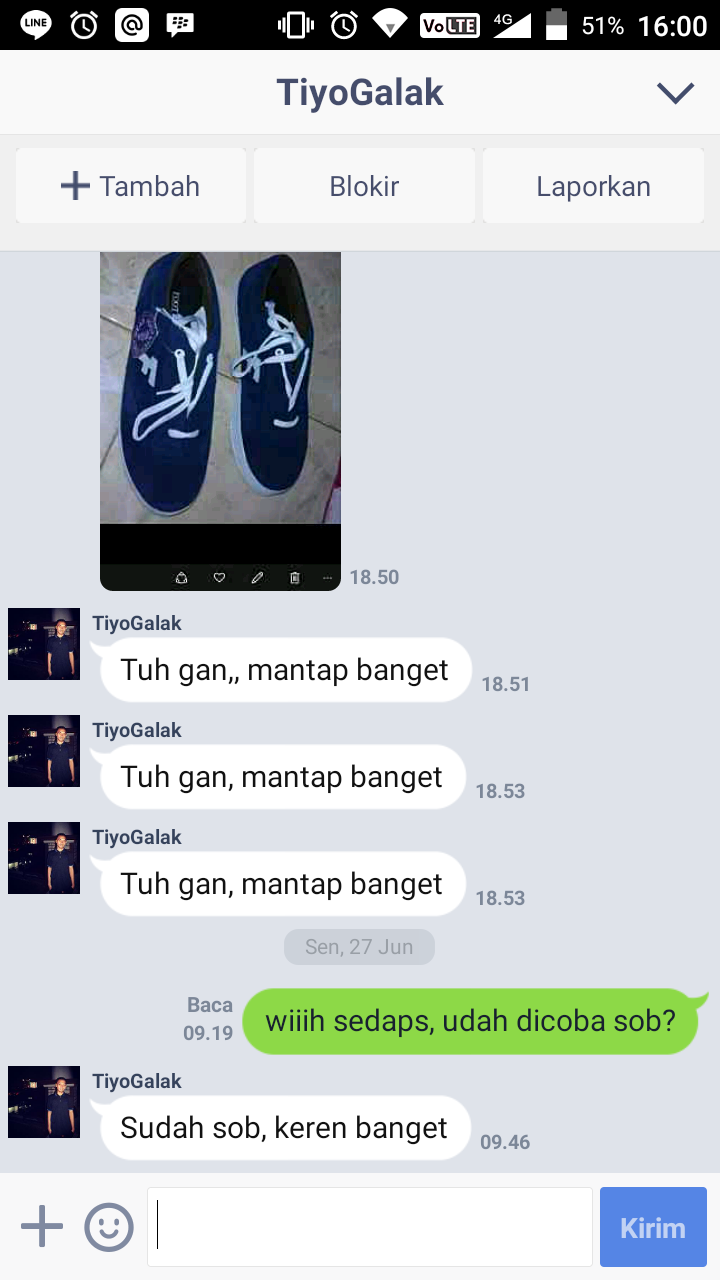 LINE
4G
VoLTE
51%
16:00
TiyoGalak
+ Tambah
Blokir
Laporkan
FOOT
18.50
TiyoGalak
Tuh gan,, mantap banget
18.51
TiyoGalak
Tuh gan, mantap banget
18.53
TiyoGalak
Tuh gan, mantap banget
18.53
Sen, 27 Jun
Baca
09.19
wiiih sedaps, udah dicoba sob?
TiyoGalak
Sudah sob, keren banget
09.46
Kirim